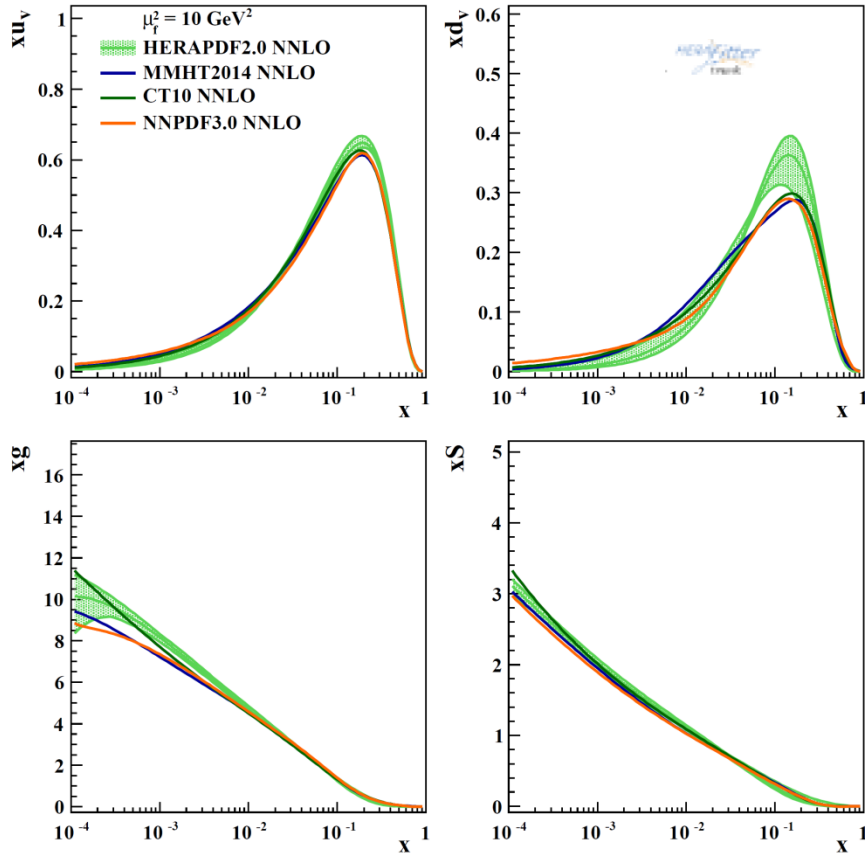 xu_v
μ_f^2 = 10 GeV^2
HERAPDF2.0 NNLO
MMHT2014 NNLO
CT10 NNLO
NNPDF3.0 NNLO
1
0.8
0.6
0.4
0.2
0
10^-4 10^-3 10^-2 10^-1 1
x
xd_v
0.6
0.5
0.4
0.3
0.2
0.1
0
10^-4 10^-3 10^-2 10^-1 1
x
xg
16
14
12
10
8
6
4
2
0
10^-4 10^-3 10^-2 10^-1 1
x
xS
5
4
3
2
1
0
10^-4 10^-3 10^-2 10^-1 1
x